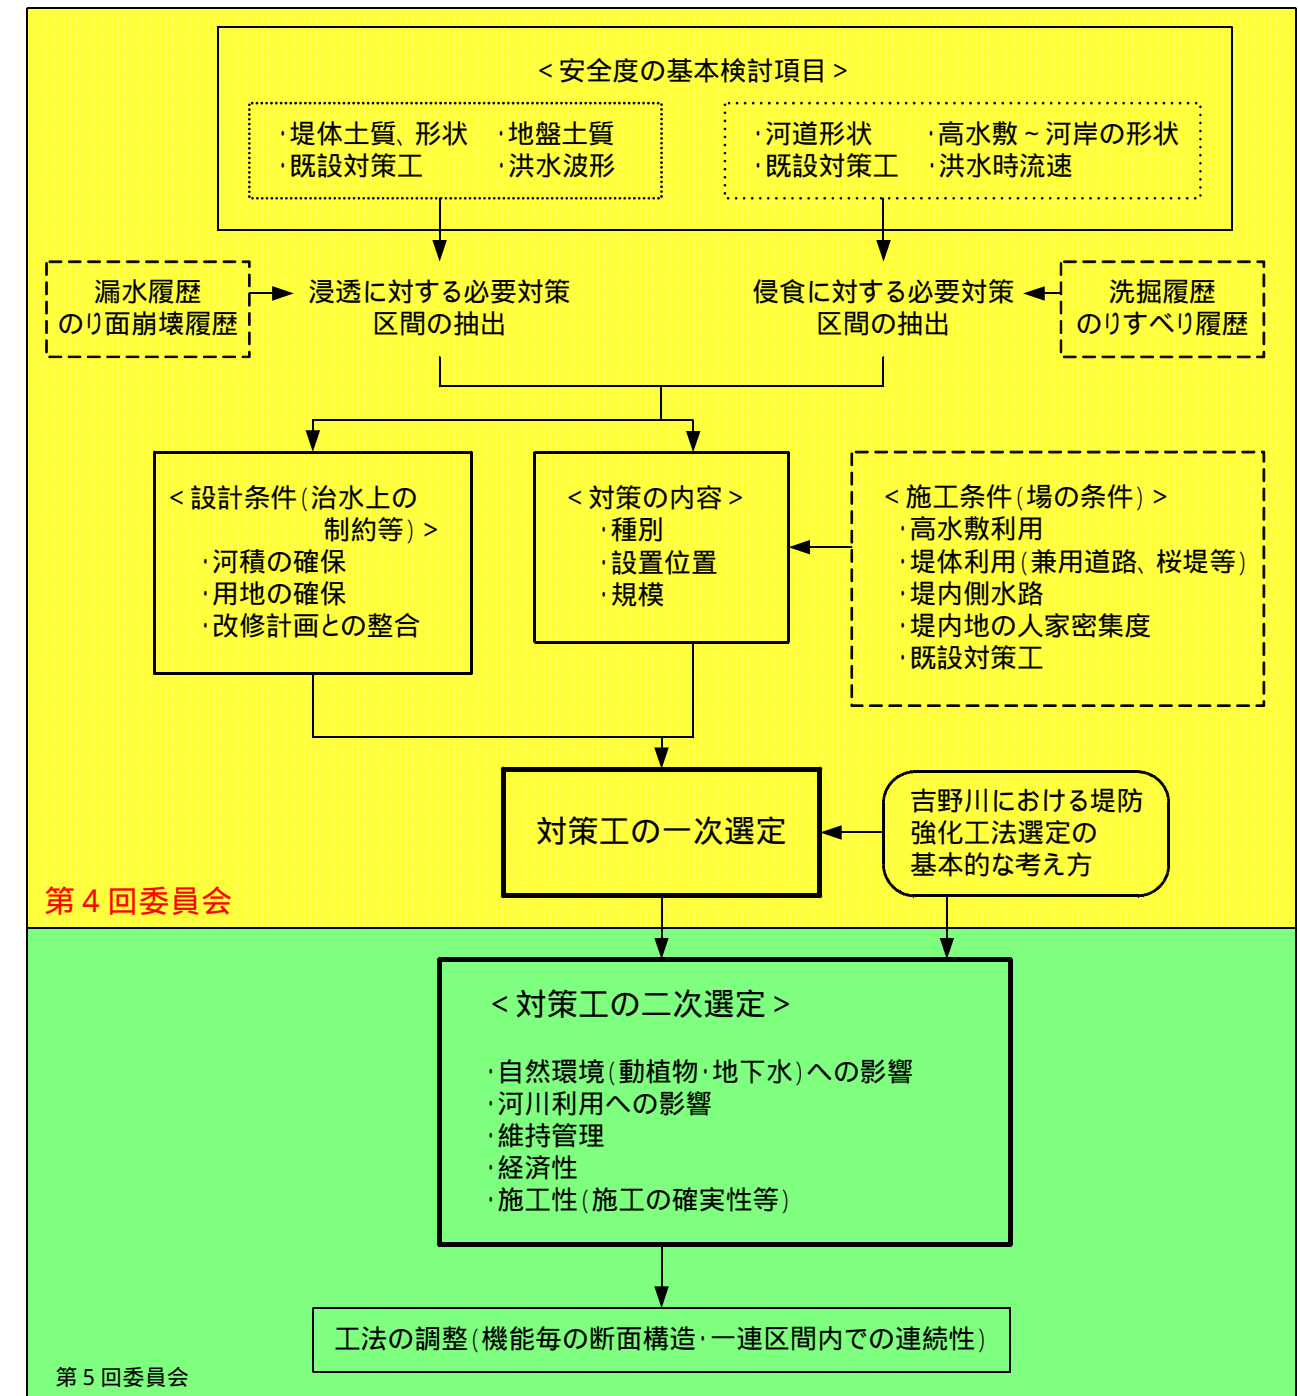 <安全度の基本検討項目>
・堤体土質、形状 ・地盤土質
・既設対策工 ・洪水波形
・河道形状 ・高水敷~河岸の形状
・既設対策工 ・洪水時流速
漏水履歴
のり面崩壊履歴
浸透に対する必要対策
区間の抽出
侵食に対する必要対策
区間の抽出
洗掘履歴
のりすべり履歴
<設計条件(治水上の
制約等)>
・河積の確保
・用地の確保
・改修計画との整合
<対策の内容>
・種別
・設置位置
・規模
<施工条件(場の条件)>
・高水敷利用
・堤体利用(兼用道路、桜堤等)
・堤内側水路
・堤内地の人家密集度
・既設対策工
対策工の一次選定
吉野川における堤防
強化工法選定の
基本的な考え方
第4回委員会
<対策工の二次選定>
・自然環境(動植物・地下水)への影響
・河川利用への影響
・維持管理
・経済性
・施工性(施工の確実性等)
工法の調整(機能毎の断面構造・一連区間内での連続性)
第5回委員会